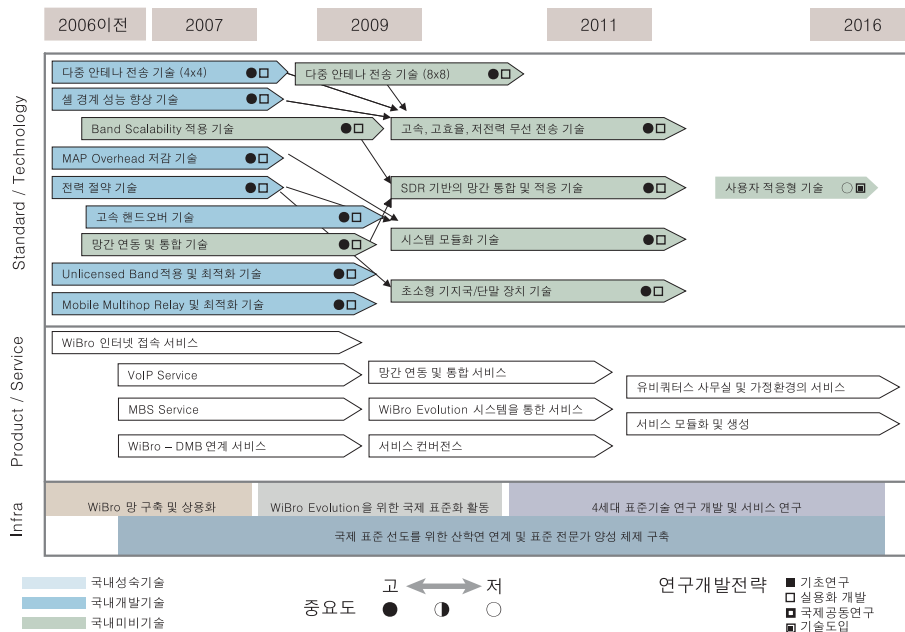 2006이전 2007 2009 2011 2016
Standard / Technology
다중 안테나 전송 기술 (4x4)
다중 안테나 전송 기술 (8x8)
셀 경계 성능 향상 기술
Band Scalability 적용 기술
고속, 고효율, 저전력 무선 전송 기술
MAP Overhead 저감 기술
전력 절약 기술
SDR 기반의 망간 통합 및 적응 기술
사용자 적응형 기술
고속 핸드오버 기술
망간 연동 및 통합 기술
시스템 모듈화 기술
Unlicensed Band적용 및 최적화 기술
초소형 기지국/단말 장치 기술
Mobile Multihop Relay 및 최적화 기술
Product / Service
WiBro 인터넷 접속 서비스
VoIP Service
망간 연동 및 통합 서비스
유비쿼터스 사무실 및 가정환경의 서비스
MBS Service
WiBro Evolution 시스템을 통한 서비스
서비스 모듈화 및 생성
WiBro – DMB 연계 서비스
서비스 컨버전스
Infra
WiBro 망 구축 및 상용화
WiBro Evolution을 위한 국제 표준화 활동
4세대 표준기술 연구 개발 및 서비스 연구
국제 표준 선도를 위한 산학연 연계 및 표준 전문가 양성 체제 구축
국내성숙기술
국내개발기술
국내미비기술
고 저
중요도
연구개발전략
기초연구
실용화 개발
국제공동연구
기술도입